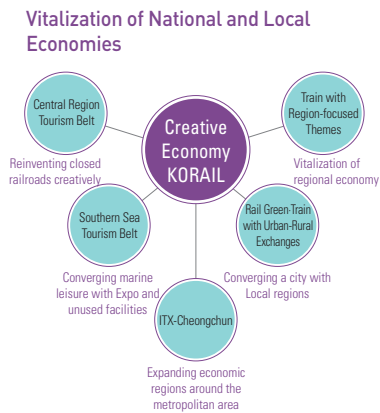 Vitalization of National and Local
Economies
Central Region
Tourism Belt
Reinventing closed
railroads creatively
Creative
Economy
KORAIL
Train with
Region-focused
Themes
Vitalization of
regional economy
Southern Sea
Tourism Belt
Converging marine
leisure with Expo and
unused facilities
Rail Green-Train
with Urban-Rural
Exchanges
Converging a city with
Local regions
ITX-Cheongchun
Expanding economic
regions around the
metropolitan area